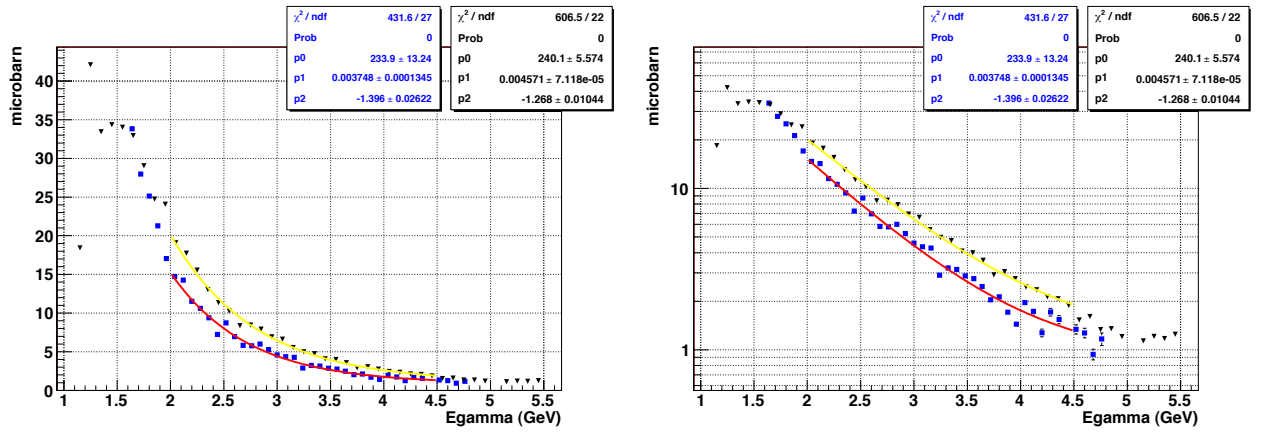 χ² / ndf 431.6 / 27
Prob 0
p0 233.9 ± 13.24
p1 0.003748 ± 0.0001345
p2 -1.396 ± 0.02622
χ² / ndf 606.5 / 22
Prob 0
p0 240.1 ± 5.574
p1 0.004571 ± 7.118e-05
p2 -1.268 ± 0.01044
microbarn
40
35
30
25
20
15
10
5
0
1 1.5 2 2.5 3 3.5 4 4.5 5 5.5
Egamma (GeV)
χ² / ndf 431.6 / 27
Prob 0
p0 233.9 ± 13.24
p1 0.003748 ± 0.0001345
p2 -1.396 ± 0.02622
χ² / ndf 606.5 / 22
Prob 0
p0 240.1 ± 5.574
p1 0.004571 ± 7.118e-05
p2 -1.268 ± 0.01044
microbarn
10
1
1 1.5 2 2.5 3 3.5 4 4.5 5 5.5
Egamma (GeV)